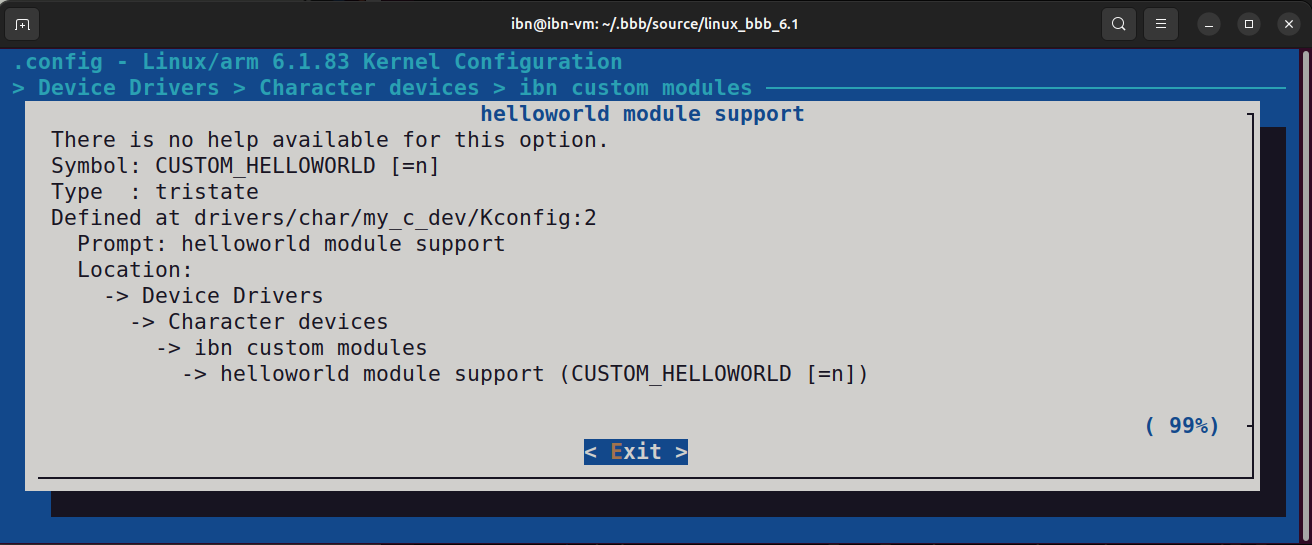 ibn@ibn-vm: ~/.bbb/source/linux_bbb_6.1
.config - Linux/arm 6.1.83 Kernel Configuration
> Device Drivers > Character devices > ibn custom modules
helloworld module support
There is no help available for this option.
Symbol: CUSTOM_HELLOWORLD [=n]
Type  : tristate
Defined at drivers/char/my_c_dev/Kconfig:2
  Prompt: helloworld module support
  Location:
    -> Device Drivers
      -> Character devices
        -> ibn custom modules
          -> helloworld module support (CUSTOM_HELLOWORLD [=n])
( 99%)
< Exit >